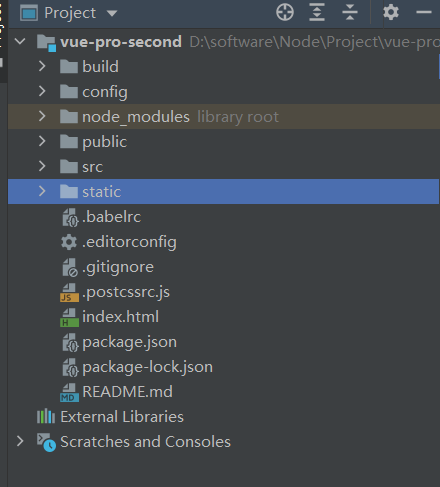 Project
vue-pro-second D:\software\Node\Project\vue-pro
build
config
node_modules library root
public
src
static
.babelrc
.editorconfig
.gitignore
.postcssrc.js
index.html
package.json
package-lock.json
README.md
External Libraries
Scratches and Consoles